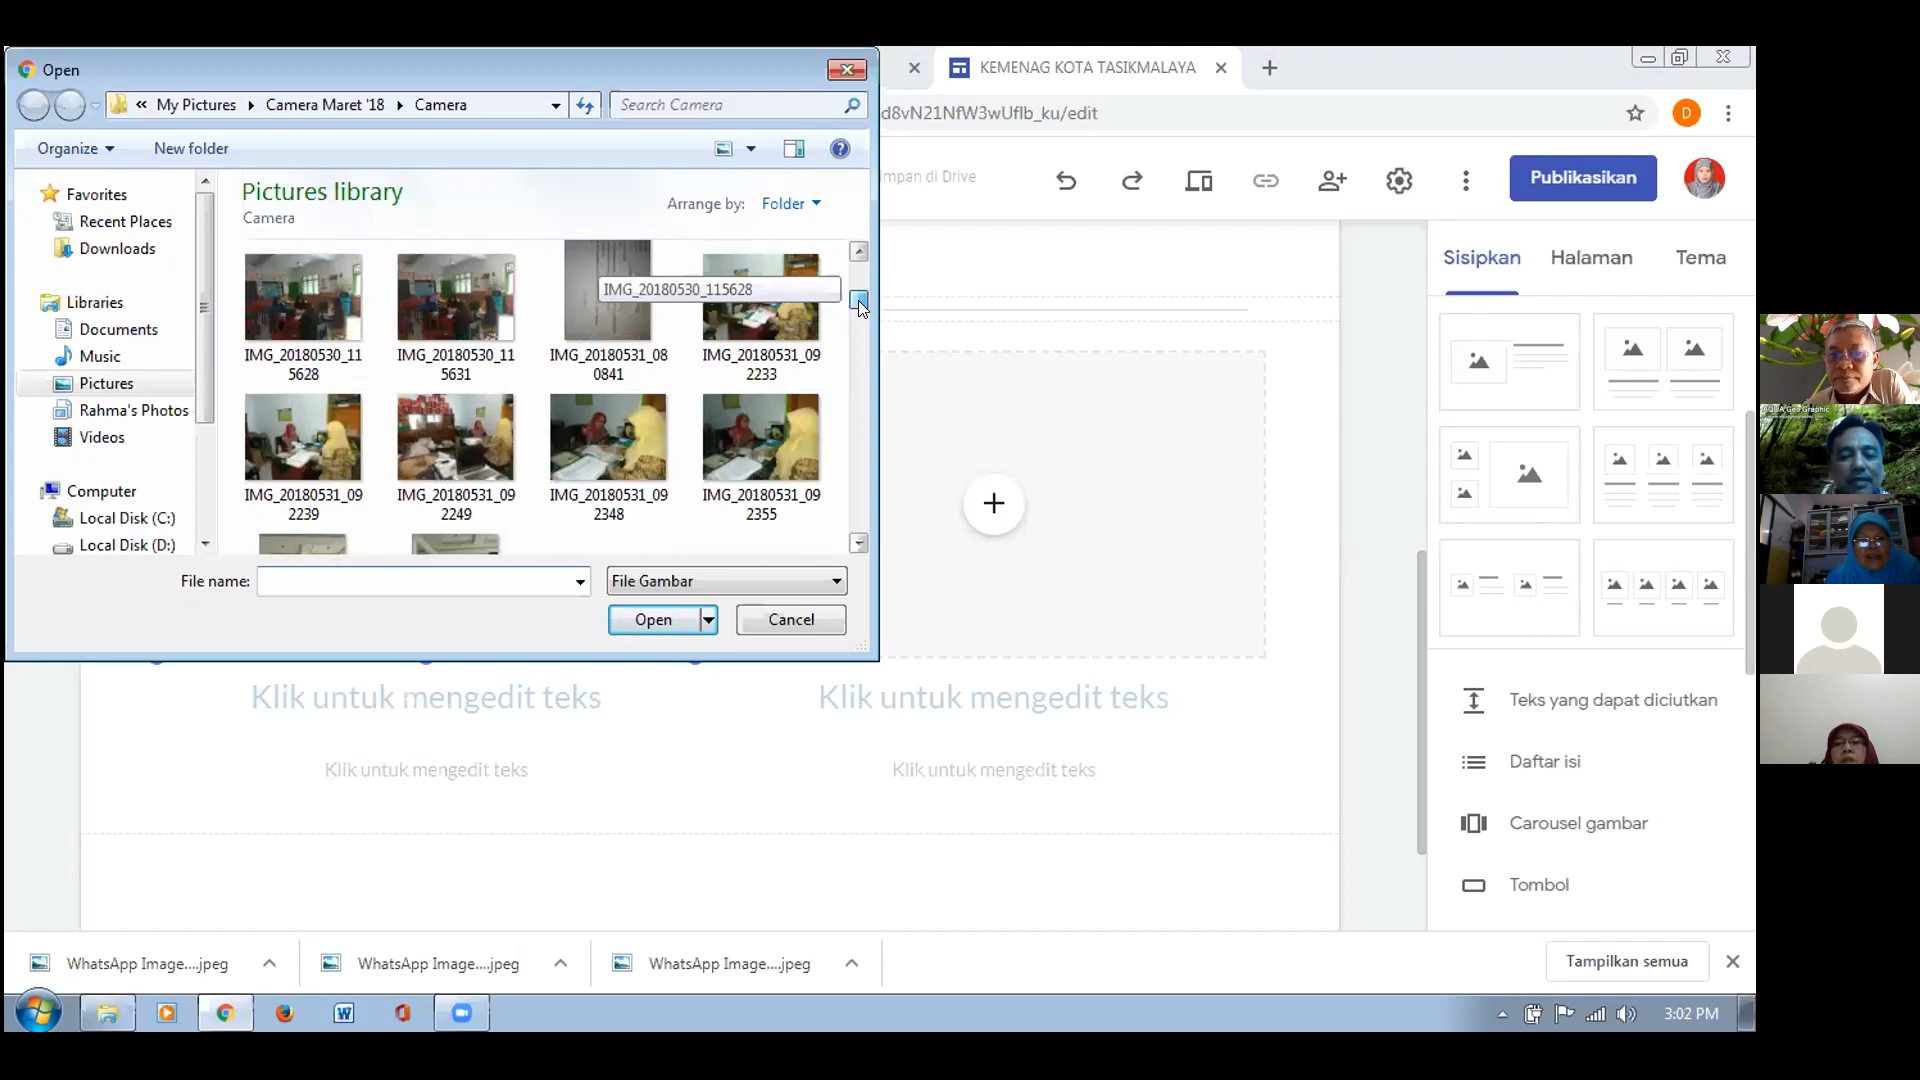 Open
My Pictures
Camera Maret '18
Camera
Search Camera
Organize
New folder
Favorites
Recent Places
Downloads
Libraries
Documents
Music
Pictures
Rahma's Photos
Videos
Computer
Local Disk (C:)
Local Disk (D:)
Pictures library
Camera
Arrange by:
Folder
IMG_20180530_115628
IMG_20180530_11
5628
IMG_20180530_11
5631
IMG_20180531_08
0841
IMG_20180531_09
2233
IMG_20180531_09
2239
IMG_20180531_09
2249
IMG_20180531_09
2348
IMG_20180531_09
2355
File name:
File Gambar
Open
Cancel
KEMENAG KOTA TASIKMALAYA
d8vN21NfW3wUflb_ku/edit
D
mpan di Drive
Publikasikan
Sisipkan
Halaman
Tema
Teks yang dapat diciutkan
Daftar isi
Carousel gambar
Tombol
Klik untuk mengedit teks
Klik untuk mengedit teks
Klik untuk mengedit teks
Klik untuk mengedit teks
WhatsApp Image....jpeg
WhatsApp Image....jpeg
WhatsApp Image....jpeg
Tampilkan semua
3:02 PM